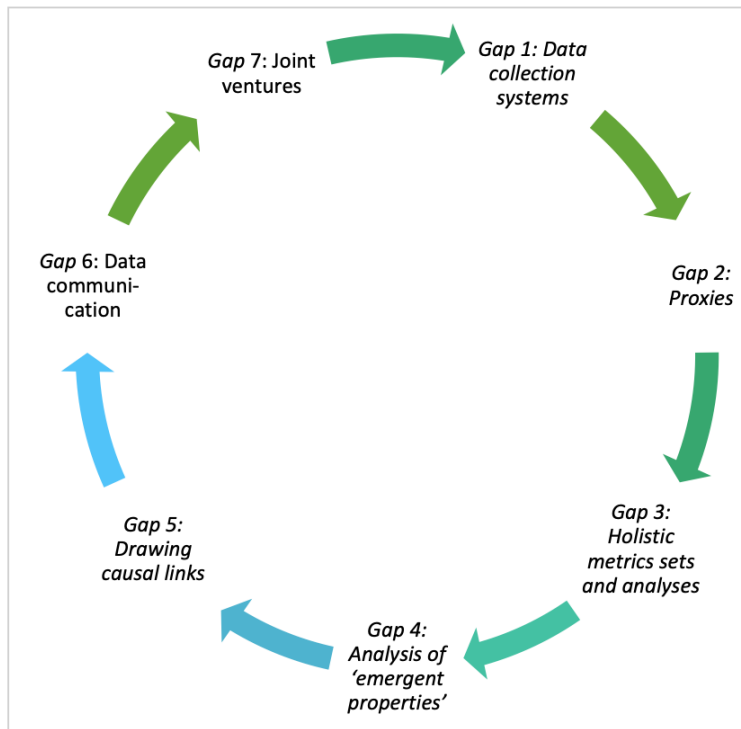 Gap 1: Data
collection
systems
Gap 2:
Proxies
Gap 3:
Holistic
metrics sets
and analyses
Gap 4:
Analysis of
‘emergent
properties’
Gap 5:
Drawing
causal links
Gap 6: Data
communi-
cation
Gap 7: Joint
ventures